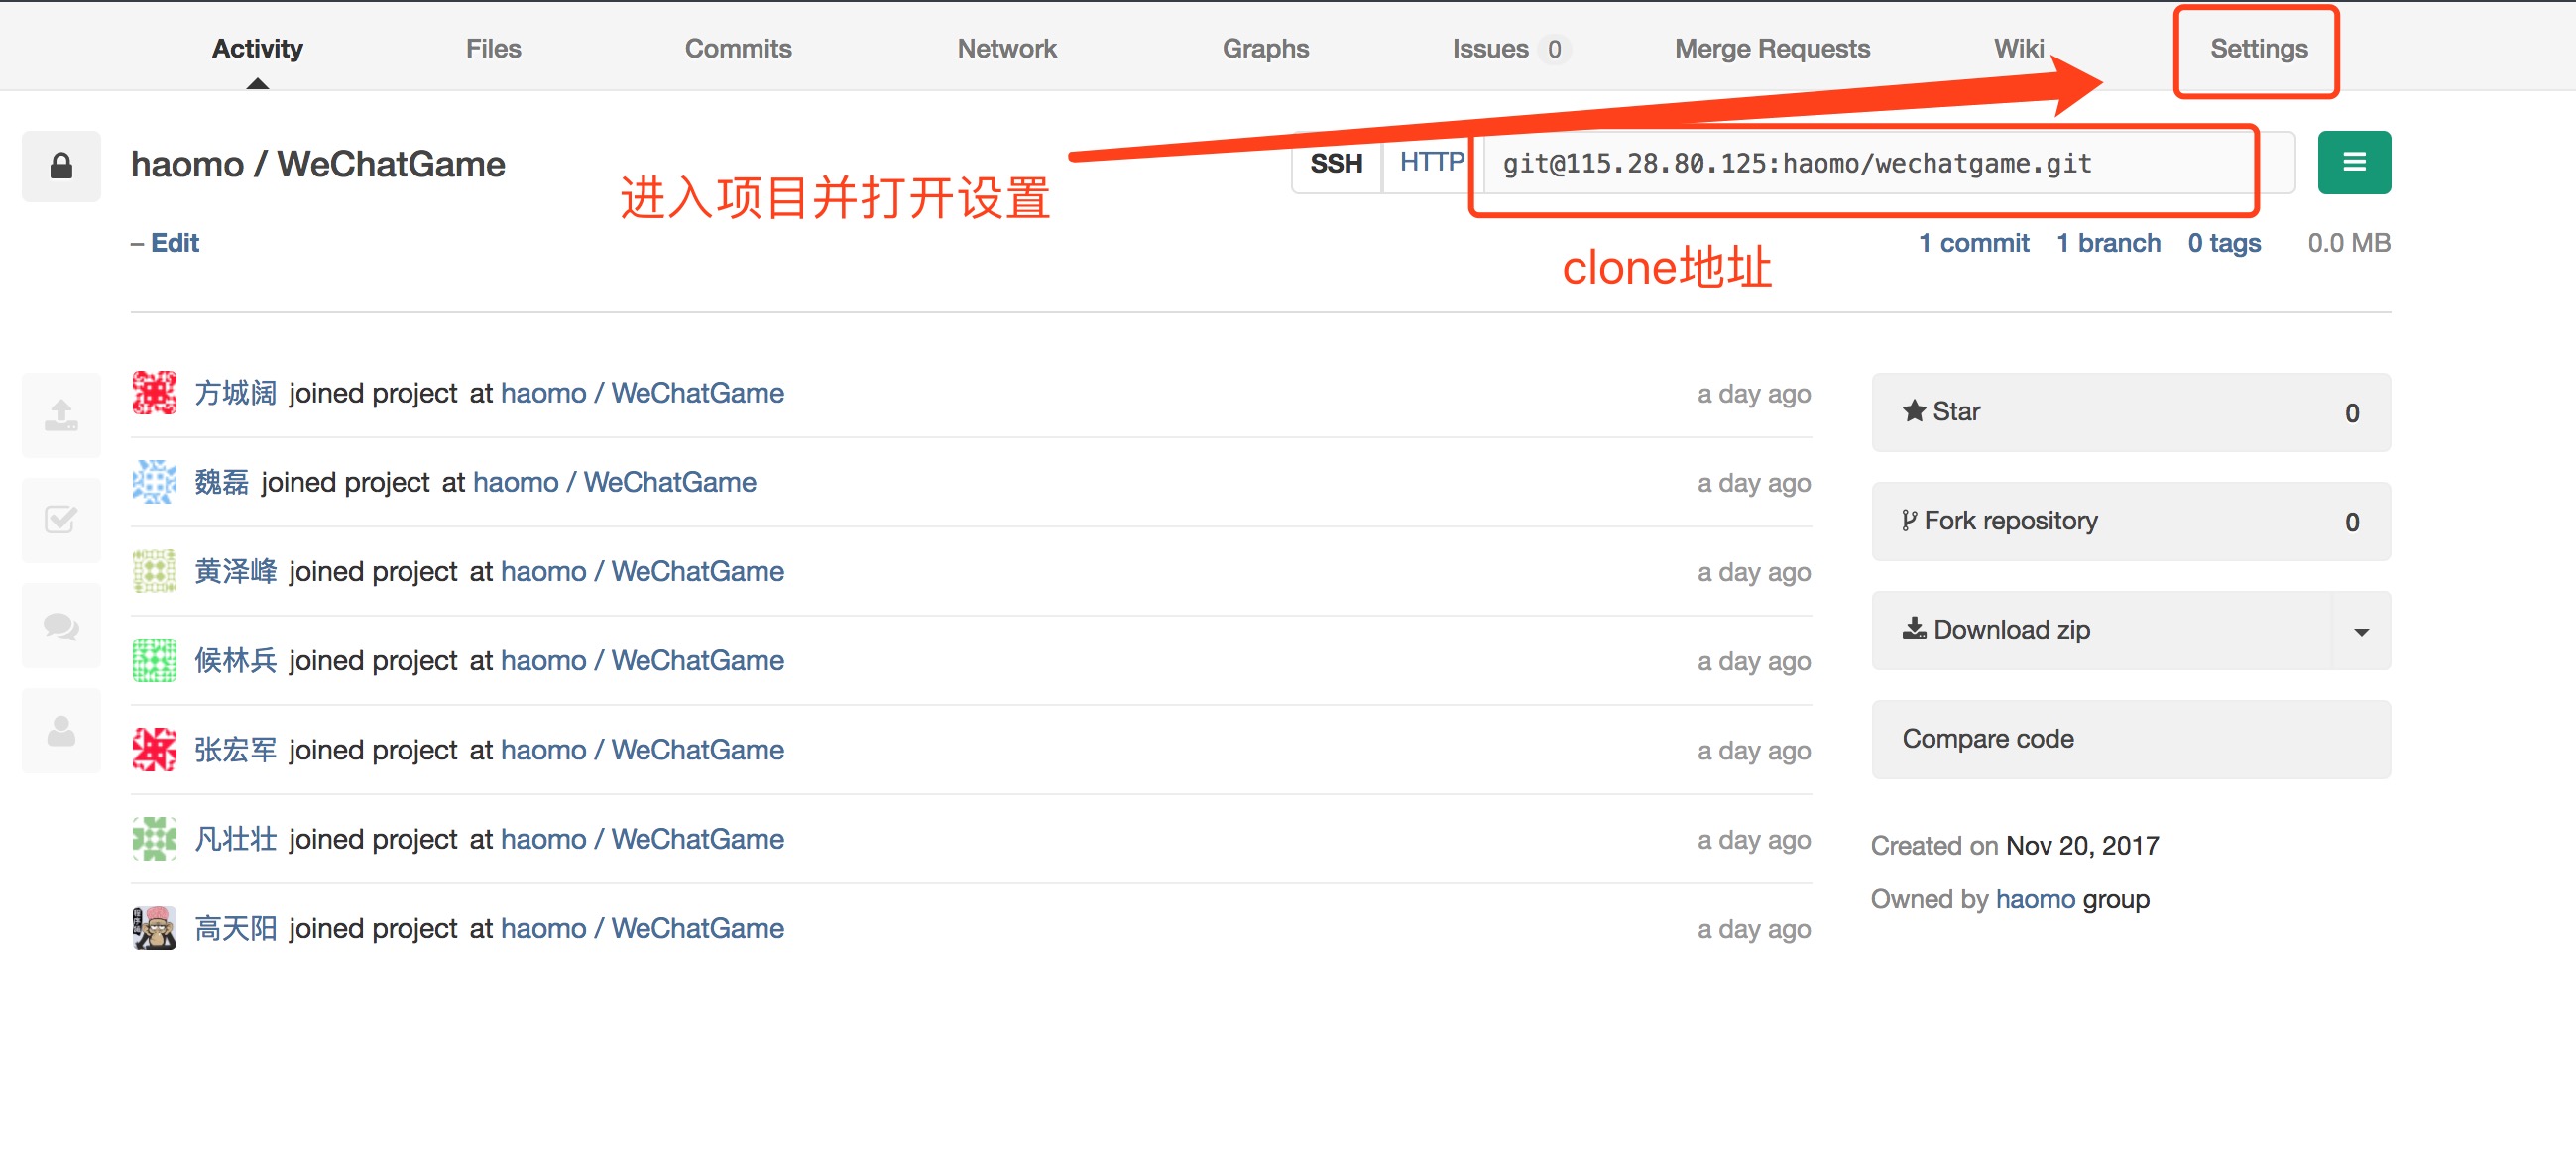 Activity Files Commits Network Graphs Issues 0 Merge Requests Wiki Settings
haomo / WeChatGame
SSH HTTP git@115.28.80.125:haomo/wechatgame.git
进入项目并打开设置
– Edit
1 commit 1 branch 0 tags 0.0 MB
clone地址
方城阔 joined project at haomo / WeChatGame a day ago
魏磊 joined project at haomo / WeChatGame a day ago
黄泽峰 joined project at haomo / WeChatGame a day ago
候林兵 joined project at haomo / WeChatGame a day ago
张宏军 joined project at haomo / WeChatGame a day ago
凡壮壮 joined project at haomo / WeChatGame a day ago
高天阳 joined project at haomo / WeChatGame a day ago
Star 0
Fork repository 0
Download zip
Compare code
Created on Nov 20, 2017
Owned by haomo group